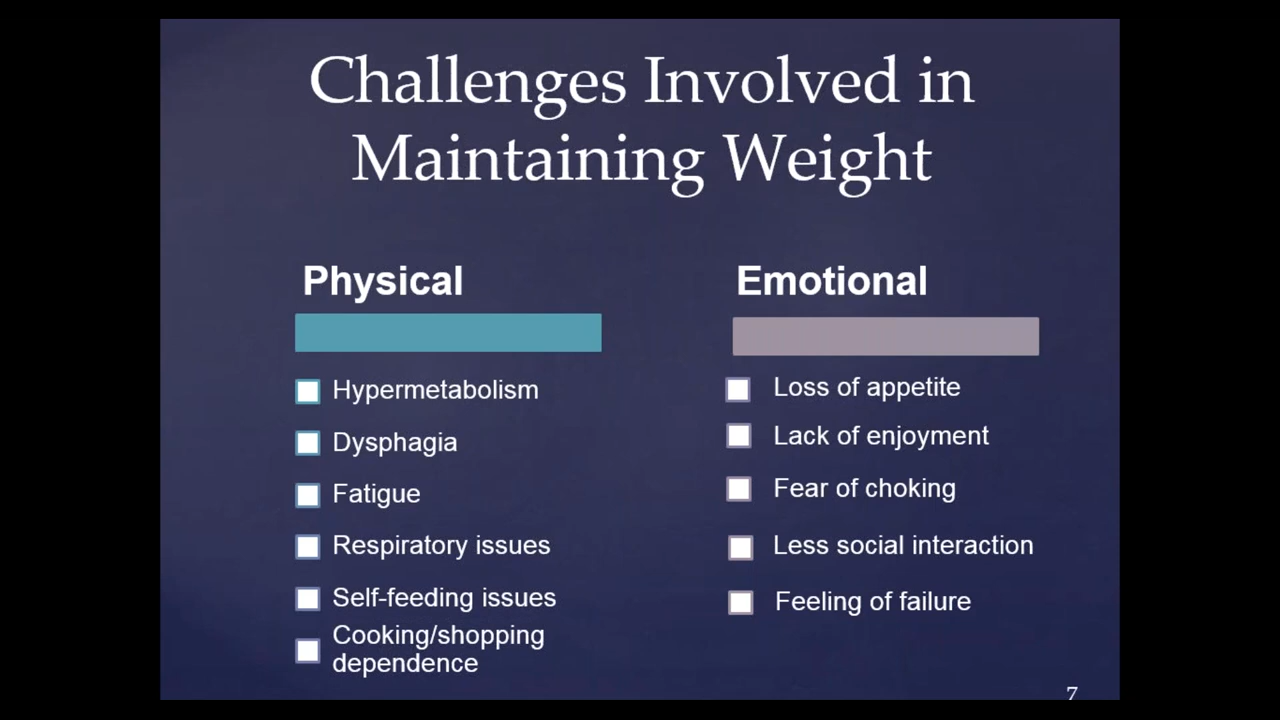 Challenges Involved in
Maintaining Weight
Physical
Hypermetabolism
Dysphagia
Fatigue
Respiratory issues
Self-feeding issues
Cooking/shopping
dependence
Emotional
Loss of appetite
Lack of enjoyment
Fear of choking
Less social interaction
Feeling of failure
7